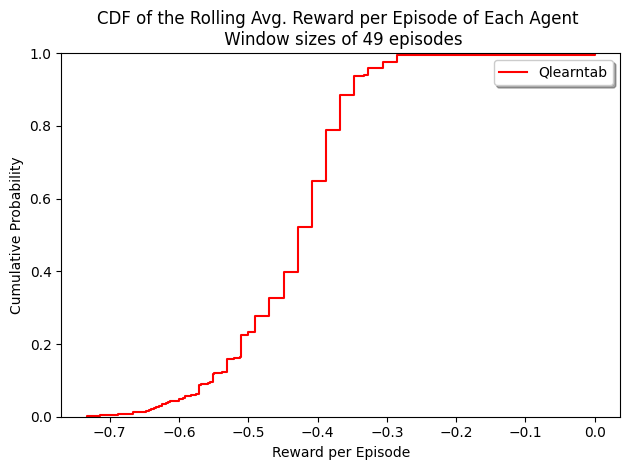 CDF of the Rolling Avg. Reward per Episode of Each Agent
Window sizes of 49 episodes
Qlearntab
Cumulative Probability
1.0
0.8
0.6
0.4
0.2
0.0
−0.7 −0.6 −0.5 −0.4 −0.3 −0.2 −0.1 0.0
Reward per Episode